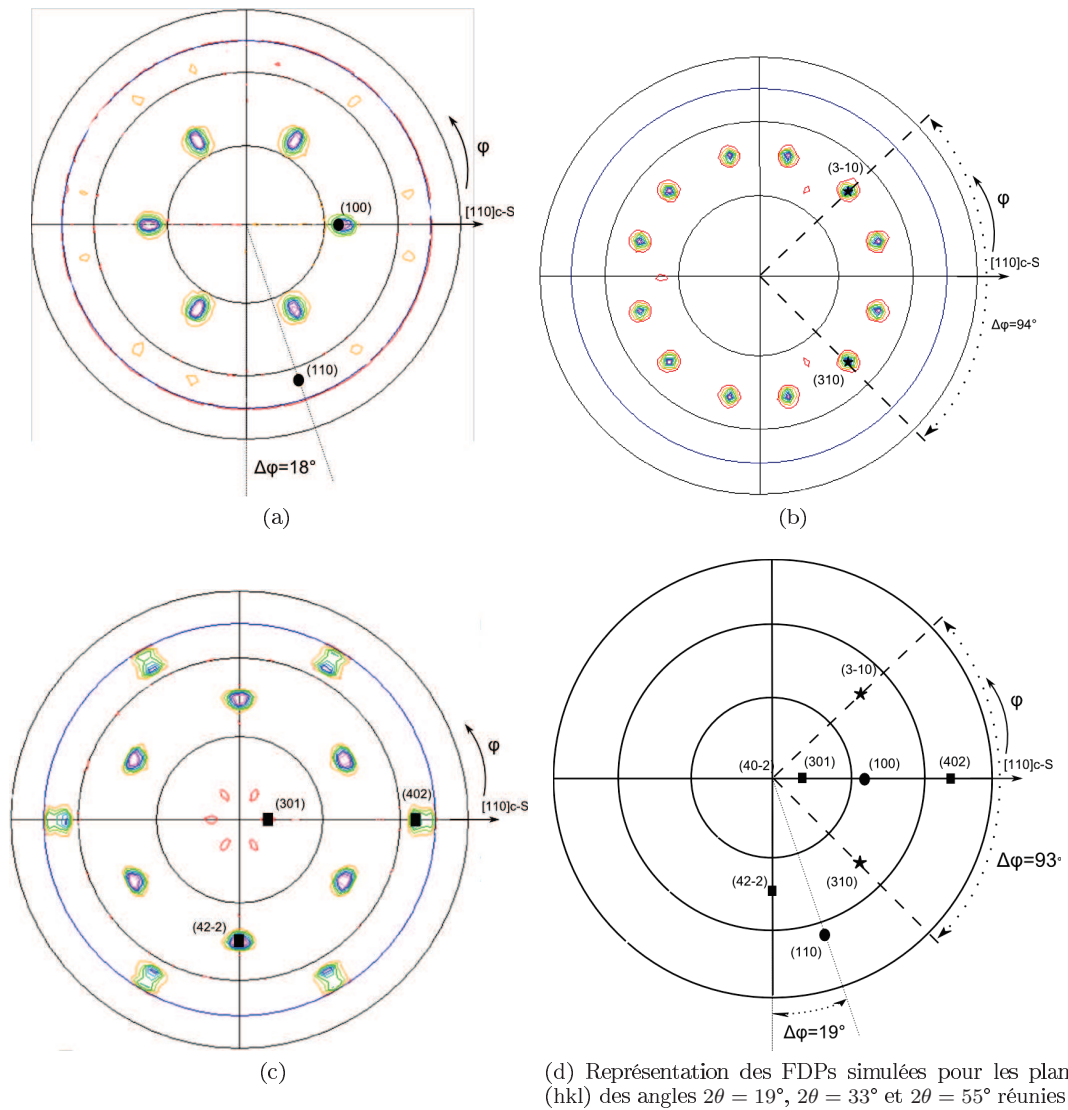 φ
(100)
[110]c-S
(110)
Δφ=18°
(a)
(3-10)
φ
[110]c-S
Δφ=94°
(310)
(b)
φ
(402)
[110]c-S
(301)
(42-2)
(c)
(3-10)
φ
(40-2)
(301)
(100)
(402)
[110]c-S
(42-2)
(310)
Δφ=93°
(110)
Δφ=19°
(d) Représentation des FDPs simulées pour les plan
(hkl) des angles 2θ = 19°, 2θ = 33° et 2θ = 55° réunies